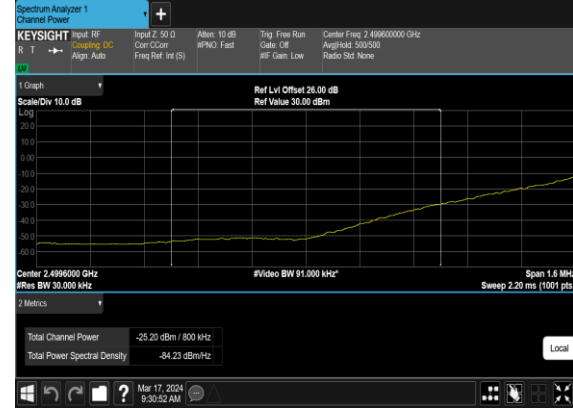 Spectrum Analyzer 1
Channel Power
+
KEYSIGHT Input: RF Input Z: 50 Ω Atten: 10 dB Trig: Free Run Center Freq: 2.499600000 GHz
R T Coupling: DC Corr CCorr #PNO: Fast Gate: Off Avg|Hold: 500/500
Align: Auto Freq Ref: Int (S) #IF Gain: Low Radio Std: None
1 Graph
Ref Lvl Offset 26.00 dB
Scale/Div 10.0 dB Ref Value 30.00 dBm
Log
20.0
10.0
0.00
-10.0
-20.0
-30.0
-40.0
-50.0
-60.0
Center 2.4996000 GHz #Video BW 91.000 kHz* Span 1.6 MHz
#Res BW 30.000 kHz Sweep 2.20 ms (1001 pts
2 Metrics
Total Channel Power -25.20 dBm / 800 kHz
Total Power Spectral Density -84.23 dBm/Hz
Local
? Mar 17, 2024
9:30:52 AM